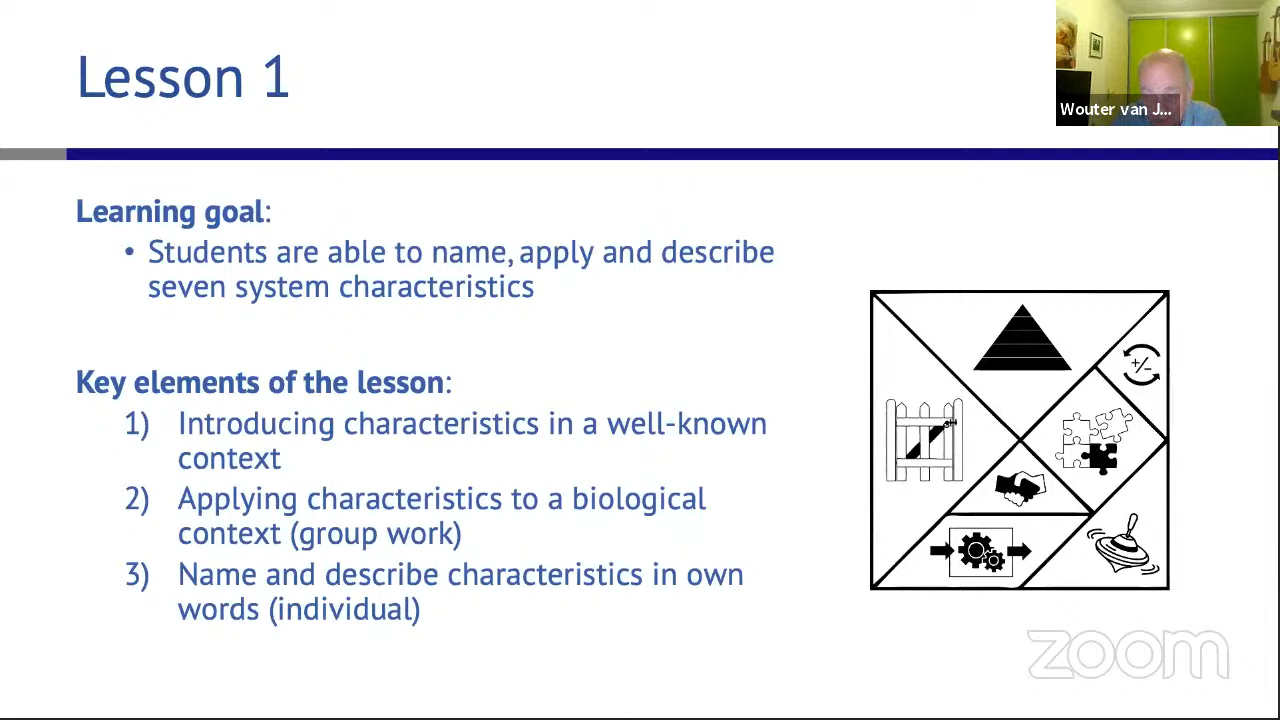 Lesson 1
Wouter van J...
Learning goal:
• Students are able to name, apply and describe
seven system characteristics
Key elements of the lesson:
1) Introducing characteristics in a well-known
context
2) Applying characteristics to a biological
context (group work)
3) Name and describe characteristics in own
words (individual)
+/-
zoom